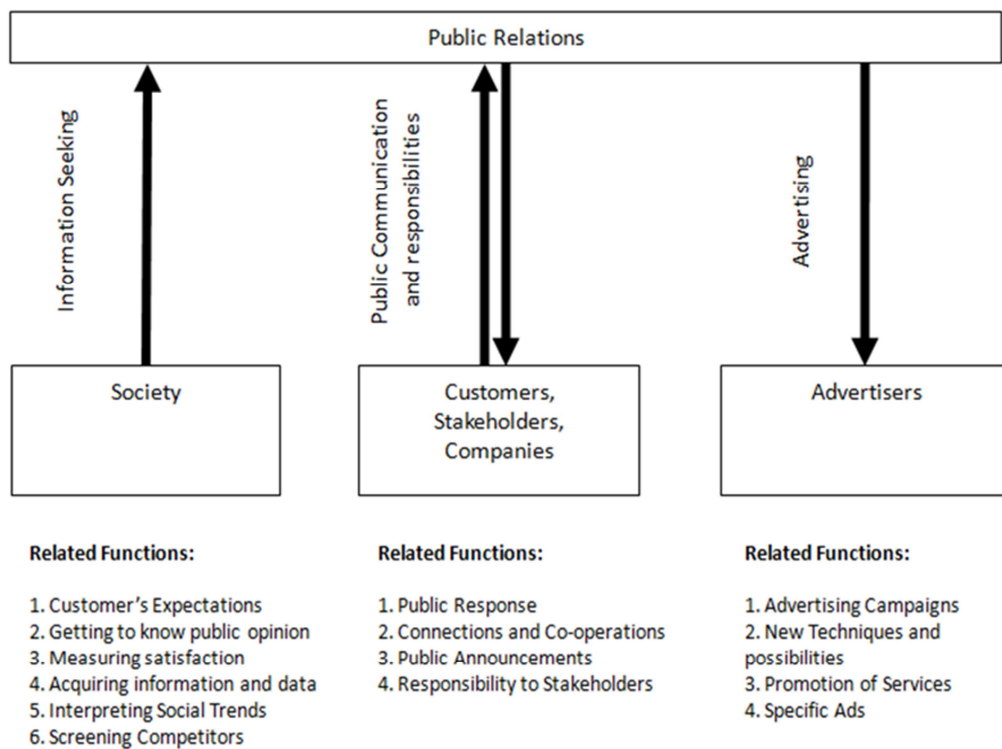 Public Relations
Information Seeking
Public Communication
and responsibilities
Advertising
Society
Customers,
Stakeholders,
Companies
Advertisers
Related Functions:
1. Customer's Expectations
2. Getting to know public opinion
3. Measuring satisfaction
4. Acquiring information and data
5. Interpreting Social Trends
6. Screening Competitors
Related Functions:
1. Public Response
2. Connections and Co-operations
3. Public Announcements
4. Responsibility to Stakeholders
Related Functions:
1. Advertising Campaigns
2. New Techniques and
possibilities
3. Promotion of Services
4. Specific Ads